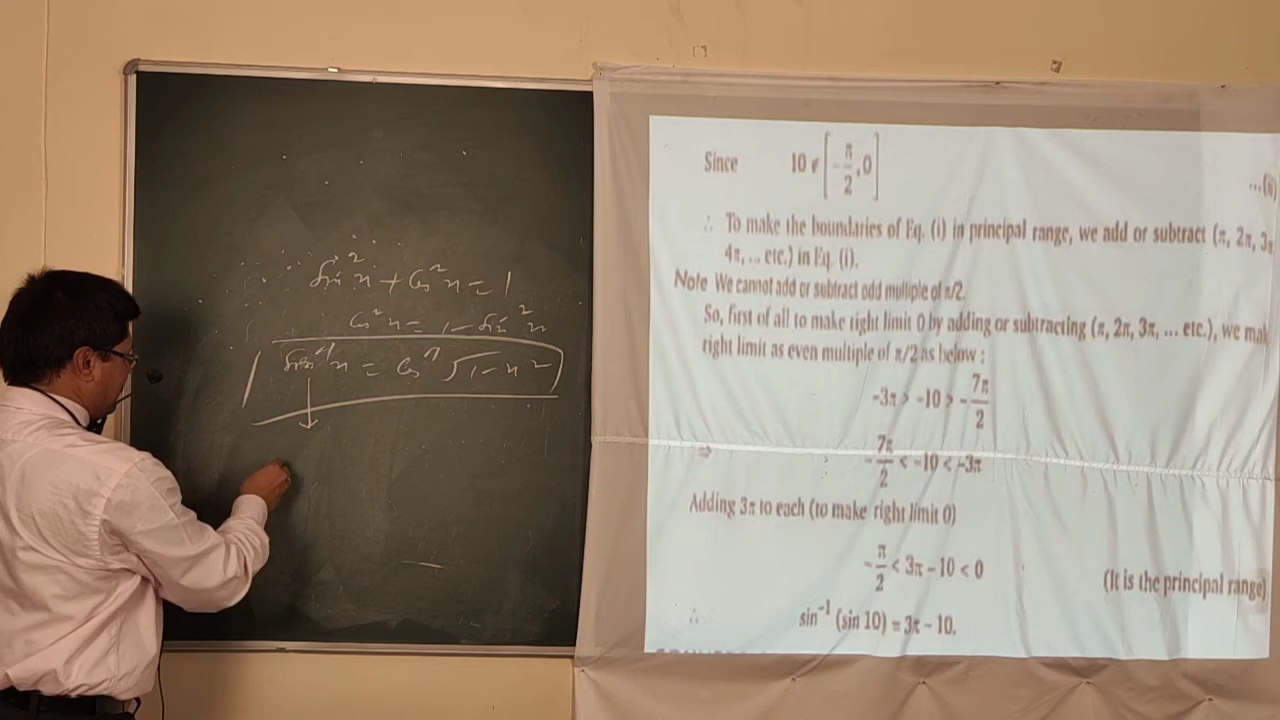 sin²x + cos²x = 1
cos²x = 1 - sin²x
sin⁻¹x = cos⁻¹√1-x²
Since 10 ∉ [-π/2, 0] ...(ii)
∴ To make the boundaries of Eq. (i) in principal range, we add or subtract (π, 2π, 3π
4π, ... etc.) in Eq. (i).
Note We cannot add or subtract odd multiple of π/2.
So, first of all to make right limit 0 by adding or subtracting (π, 2π, 3π, ... etc.), we mak
right limit as even multiple of π/2 as below :
-3π > -10 > -7π/2
⇒ -7π/2 < -10 < -3π
Adding 3π to each (to make right limit 0)
-π/2 < 3π - 10 < 0 (It is the principal range)
∴ sin⁻¹ (sin 10) = 3π - 10.